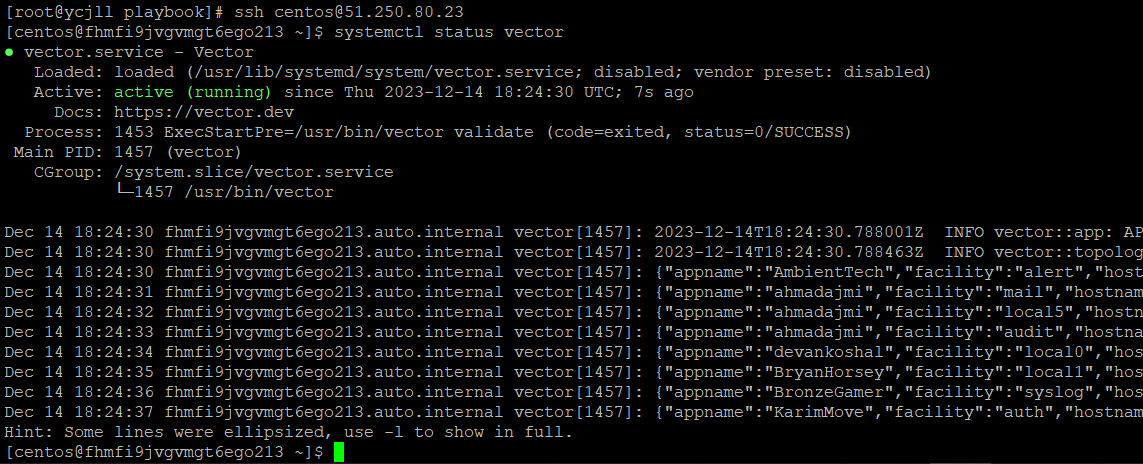 [root@ycjll playbook]# ssh centos@51.250.80.23
[centos@fhmfi9jvgvmgt6ego213 ~]$ systemctl status vector
● vector.service - Vector
   Loaded: loaded (/usr/lib/systemd/system/vector.service; disabled; vendor preset: disabled)
   Active: active (running) since Thu 2023-12-14 18:24:30 UTC; 7s ago
     Docs: https://vector.dev
  Process: 1453 ExecStartPre=/usr/bin/vector validate (code=exited, status=0/SUCCESS)
 Main PID: 1457 (vector)
   CGroup: /system.slice/vector.service
           └─1457 /usr/bin/vector
Dec 14 18:24:30 fhmfi9jvgvmgt6ego213.auto.internal vector[1457]: 2023-12-14T18:24:30.788001Z  INFO vector::app: AP
Dec 14 18:24:30 fhmfi9jvgvmgt6ego213.auto.internal vector[1457]: 2023-12-14T18:24:30.788463Z  INFO vector::topolog
Dec 14 18:24:30 fhmfi9jvgvmgt6ego213.auto.internal vector[1457]: {"appname":"AmbientTech","facility":"alert","host
Dec 14 18:24:31 fhmfi9jvgvmgt6ego213.auto.internal vector[1457]: {"appname":"ahmadajmi","facility":"mail","hostnam
Dec 14 18:24:32 fhmfi9jvgvmgt6ego213.auto.internal vector[1457]: {"appname":"ahmadajmi","facility":"local5","hostn
Dec 14 18:24:33 fhmfi9jvgvmgt6ego213.auto.internal vector[1457]: {"appname":"ahmadajmi","facility":"audit","hostna
Dec 14 18:24:34 fhmfi9jvgvmgt6ego213.auto.internal vector[1457]: {"appname":"devankoshal","facility":"local0","hos
Dec 14 18:24:35 fhmfi9jvgvmgt6ego213.auto.internal vector[1457]: {"appname":"BryanHorsey","facility":"local1","hos
Dec 14 18:24:36 fhmfi9jvgvmgt6ego213.auto.internal vector[1457]: {"appname":"BronzeGamer","facility":"syslog","hos
Dec 14 18:24:37 fhmfi9jvgvmgt6ego213.auto.internal vector[1457]: {"appname":"KarimMove","facility":"auth","hostnam
Hint: Some lines were ellipsized, use -l to show in full.
[centos@fhmfi9jvgvmgt6ego213 ~]$